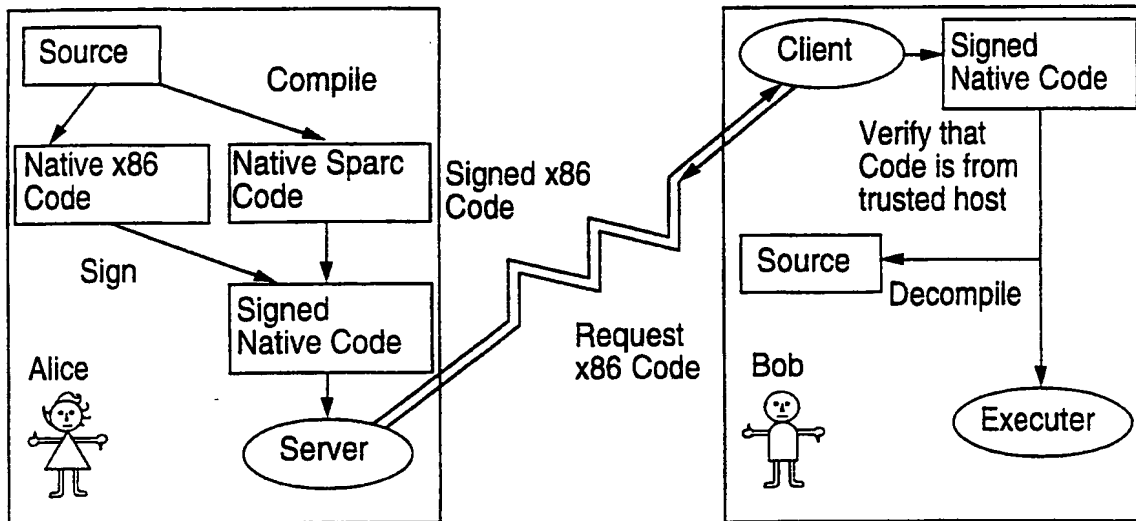 Source
Compile
Native x86
Code
Native Sparc
Code
Sign
Signed
Native Code
Alice
Server
Signed x86
Code
Request
x86 Code
Client
Signed
Native Code
Verify that
Code is from
trusted host
Source
Decompile
Bob
Executer